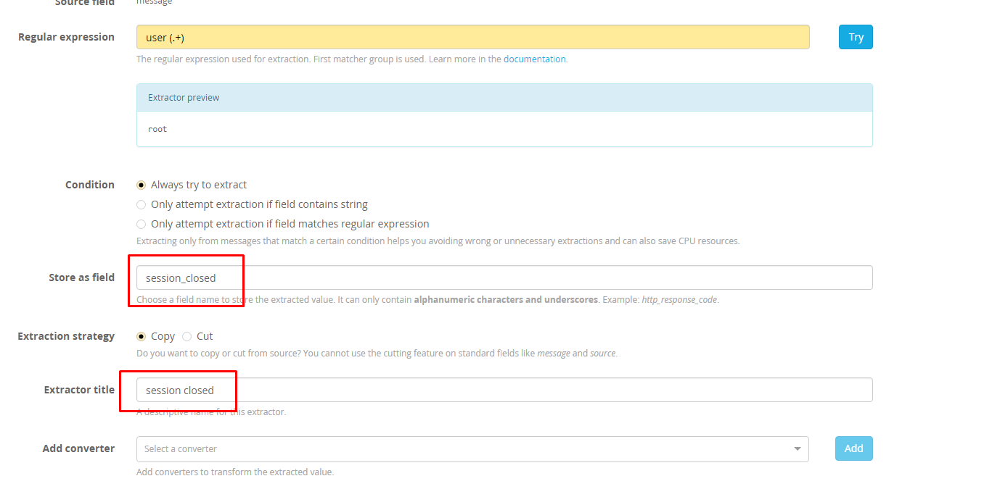 Source field message
Regular expression user (.+) Try
The regular expression used for extraction. First matcher group is used. Learn more in the documentation.
Extractor preview
root
Condition Always try to extract
Only attempt extraction if field contains string
Only attempt extraction if field matches regular expression
Extracting only from messages that match a certain condition helps you avoiding wrong or unnecessary extractions and can also save CPU resources.
Store as field session_closed
Choose a field name to store the extracted value. It can only contain alphanumeric characters and underscores. Example: http_response_code.
Extraction strategy Copy Cut
Do you want to copy or cut from source? You cannot use the cutting feature on standard fields like message and source.
Extractor title session closed
A descriptive name for this extractor.
Add converter Select a converter Add
Add converters to transform the extracted value.